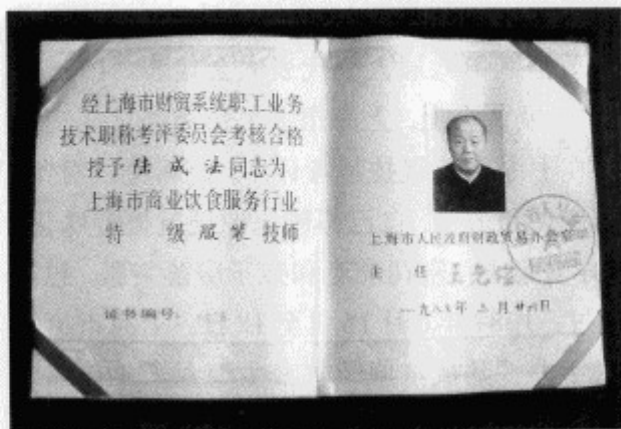 经上海市财贸系统职工业务
技术职称考评委员会考核合格
授予陆成法同志为
上海市商业饮食服务行业
特 级服装技师
证书编号:
上海市人民政府财政贸易办公室
主 任